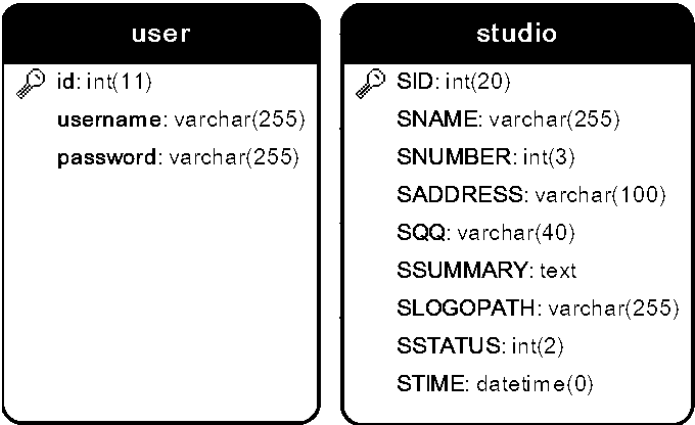 user
id: int(11)
username: varchar(255)
password: varchar(255)
studio
SID: int(20)
SNAME: varchar(255)
SNUMBER: int(3)
SADDRESS: varchar(100)
SQQ: varchar(40)
SSUMMARY: text
SLOGOPATH: varchar(255)
SSTATUS: int(2)
STIME: datetime(0)